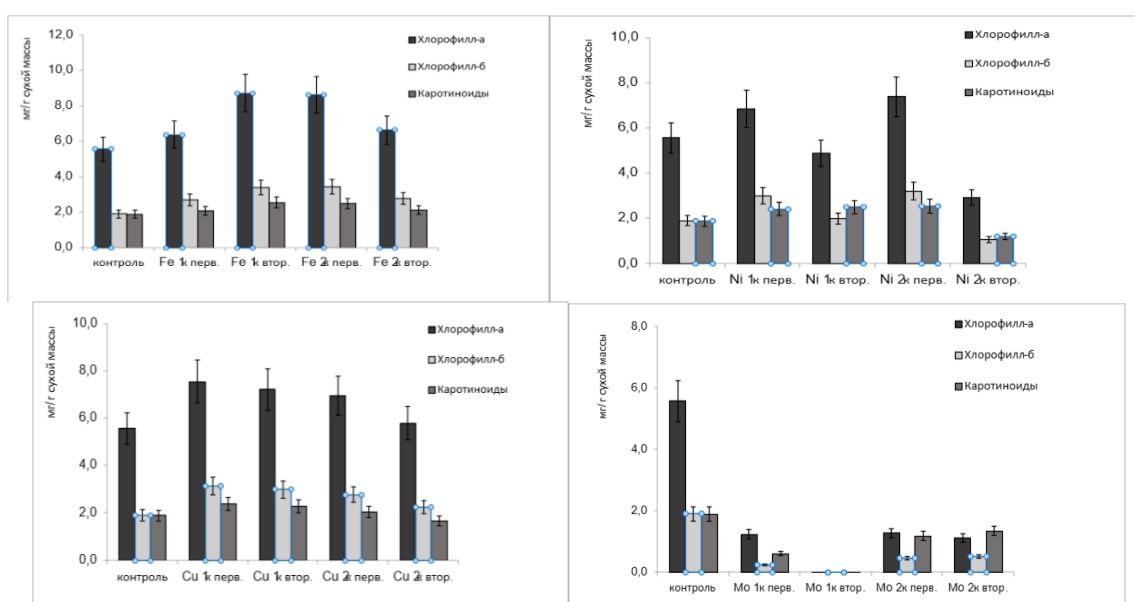 мг/г сухой массы
12,0
10,0
8,0
6,0
4,0
2,0
0,0
Хлорофилл-а
Хлорофилл-б
Каротиноиды
контроль Fe 1к перв. Fe 1к втор. Fe 2к перв. Fe 2к втор.
мг/г сухой массы
10,0
8,0
6,0
4,0
2,0
0,0
Хлорофилл-а
Хлорофилл-б
Каротиноиды
контроль Ni 1к перв. Ni 1к втор. Ni 2к перв. Ni 2к втор.
мг/г сухой массы
10,0
8,0
6,0
4,0
2,0
0,0
Хлорофилл-а
Хлорофилл-б
Каротиноиды
контроль Cu 1к перв. Cu 1к втор. Cu 2к перв. Cu 2к втор.
мг/г сухой массы
8,0
6,0
4,0
2,0
0,0
Хлорофилл-а
Хлорофилл-б
Каротиноиды
контроль Mo 1к перв. Mo 1к втор. Mo 2к перв. Mo 2к втор.